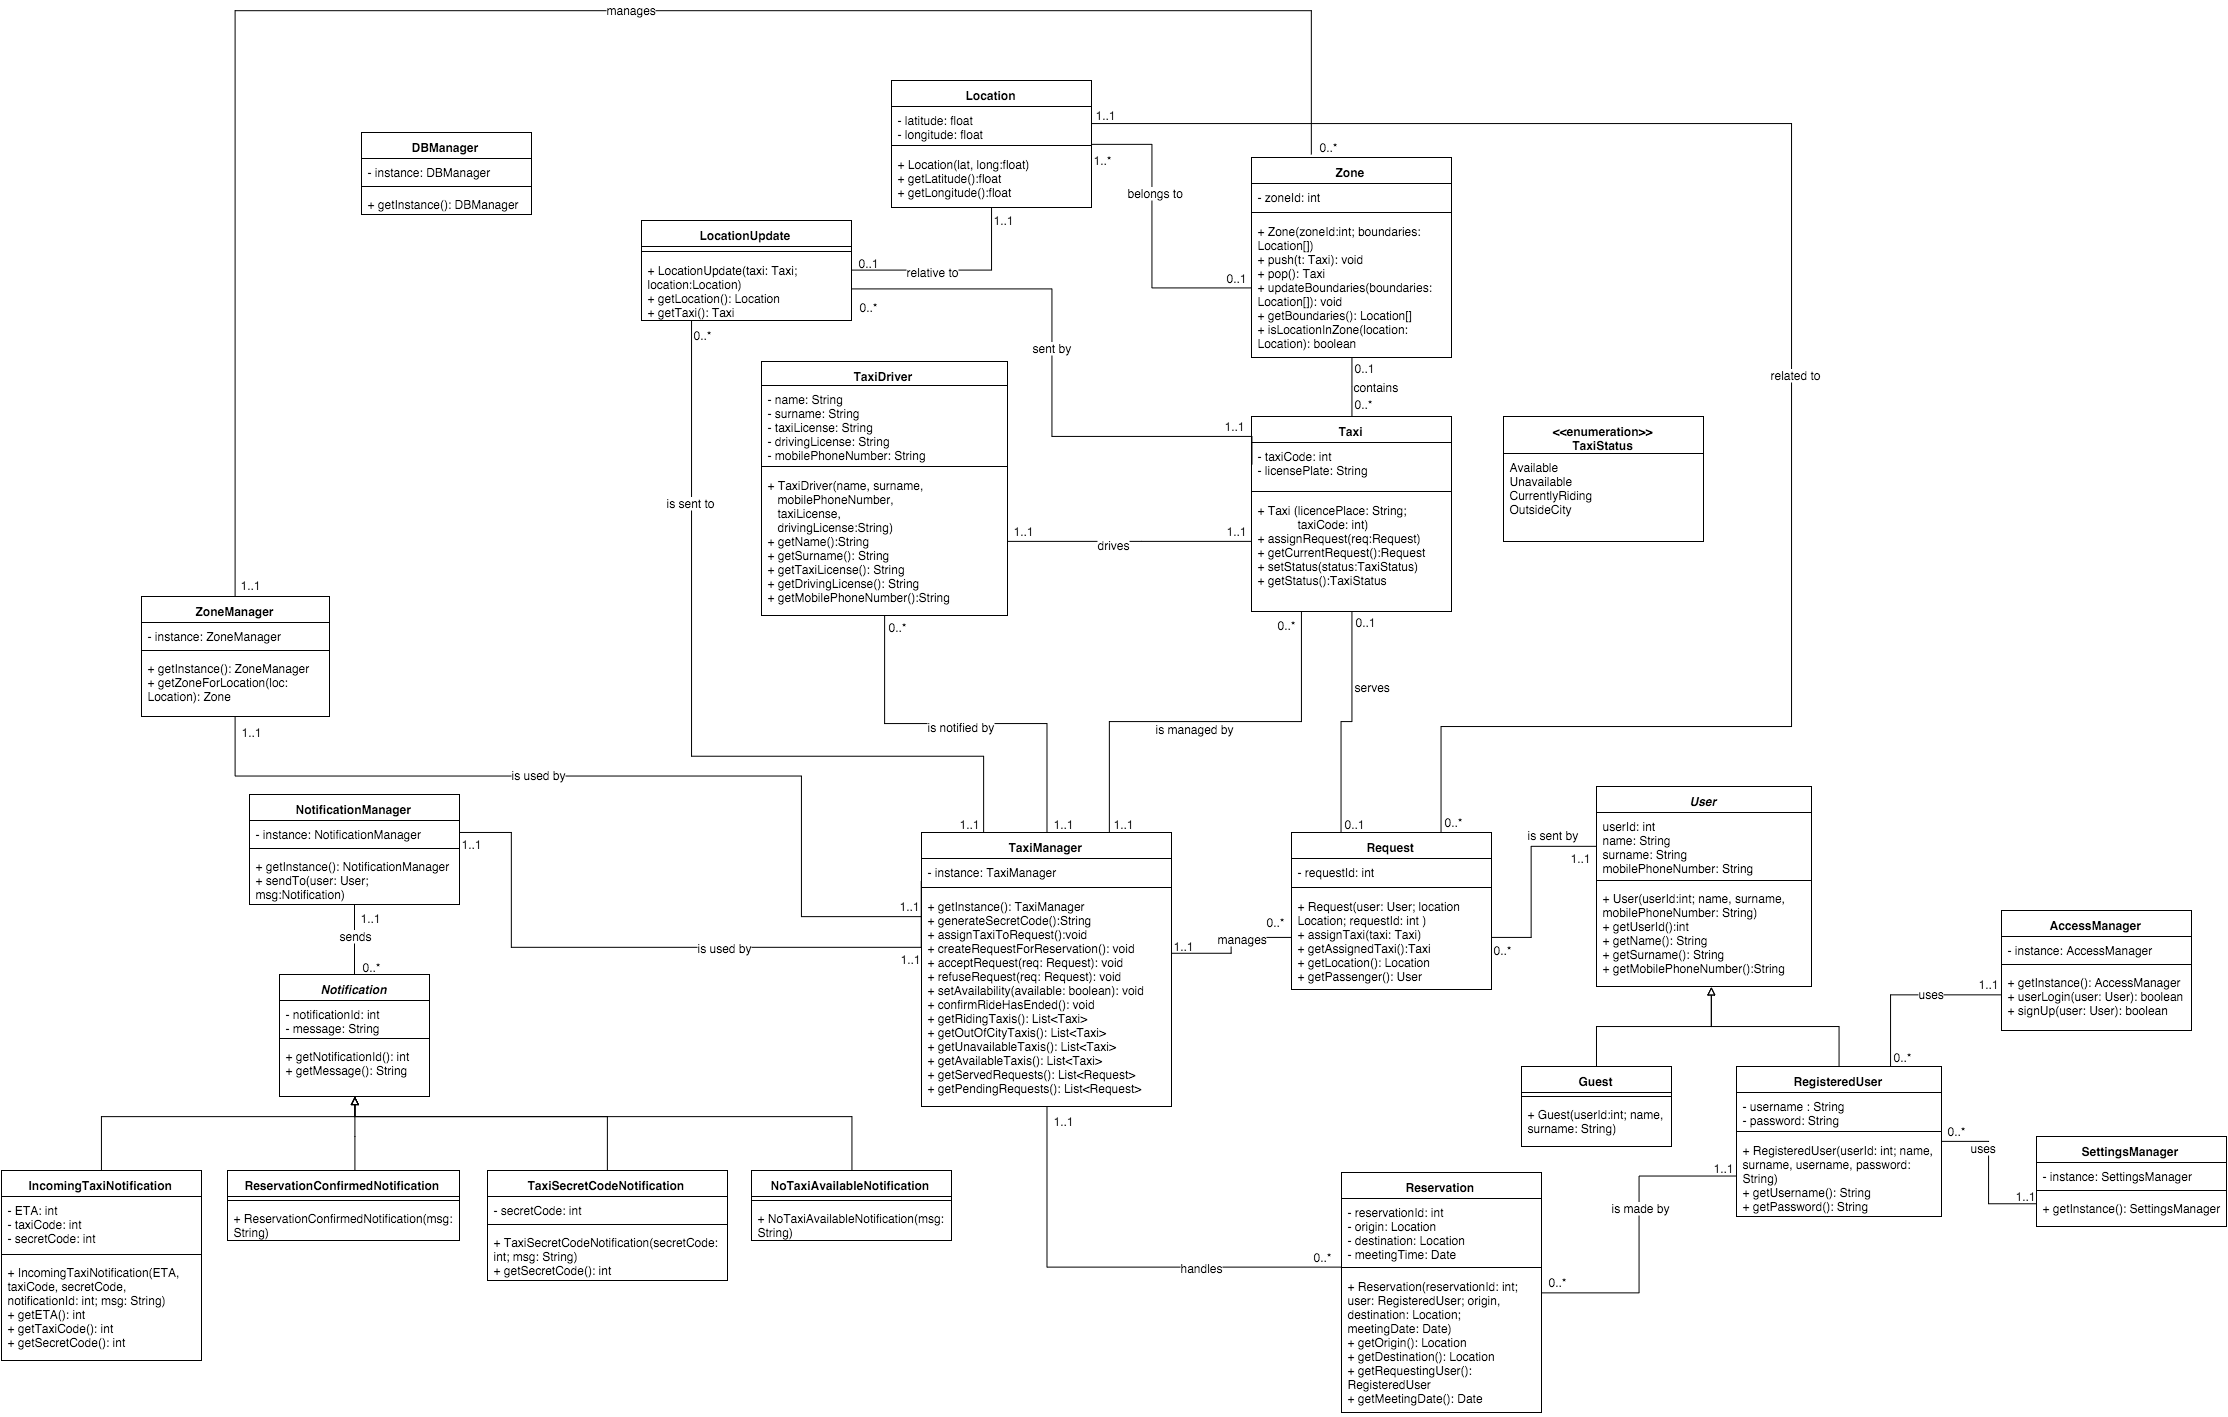 manages
Location
- latitude: float
- longitude: float
+ Location(lat, long:float)
+ getLatitude():float
+ getLongitude():float
1..1
1..*
belongs to
0..1
1..1
0..*
Zone
- zoneId: int
+ Zone(zoneId:int; boundaries:
Location[])
+ push(t: Taxi): void
+ pop(): Taxi
+ updateBoundaries(boundaries:
Location[]): void
+ getBoundaries(): Location[]
+ isLocationInZone(location:
Location): boolean
DBManager
- instance: DBManager
+ getInstance(): DBManager
LocationUpdate
+ LocationUpdate(taxi: Taxi;
location:Location)
+ getLocation(): Location
+ getTaxi(): Taxi
0..1
relative to
0..*
0..*
sent by
1..1
is sent to
0..1
contains
0..*
related to
TaxiDriver
- name: String
- surname: String
- taxiLicense: String
- drivingLicense: String
- mobilePhoneNumber: String
+ TaxiDriver(name, surname,
mobilePhoneNumber,
taxiLicense,
drivingLicense:String)
+ getName():String
+ getSurname(): String
+ getTaxiLicense(): String
+ getDrivingLicense(): String
+ getMobilePhoneNumber():String
1..1
drives
1..1
Taxi
- taxiCode: int
- licensePlate: String
+ Taxi (licencePlace: String;
taxiCode: int)
+ assignRequest(req:Request)
+ getCurrentRequest():Request
+ setStatus(status:TaxiStatus)
+ getStatus():TaxiStatus
<<enumeration>>
TaxiStatus
Available
Unavailable
CurrentlyRiding
OutsideCity
1..1
ZoneManager
- instance: ZoneManager
+ getInstance(): ZoneManager
+ getZoneForLocation(loc:
Location): Zone
1..1
is used by
0..*
is notified by
0..*
is managed by
0..1
serves
1..1
1..1
1..1
0..1
0..*
NotificationManager
- instance: NotificationManager
+ getInstance(): NotificationManager
+ sendTo(user: User;
msg:Notification)
1..1
1..1
sends
0..*
is used by
1..1
1..1
TaxiManager
- instance: TaxiManager
+ getInstance(): TaxiManager
+ generateSecretCode():String
+ assignTaxiToRequest():void
+ createRequestForReservation(): void
+ acceptRequest(req: Request): void
+ refuseRequest(req: Request): void
+ setAvailability(available: boolean): void
+ confirmRideHasEnded(): void
+ getRidingTaxis(): List<Taxi>
+ getOutOfCityTaxis(): List<Taxi>
+ getUnavailableTaxis(): List<Taxi>
+ getAvailableTaxis(): List<Taxi>
+ getServedRequests(): List<Request>
+ getPendingRequests(): List<Request>
1..1
manages
0..*
Request
- requestId: int
+ Request(user: User; location
Location; requestId: int )
+ assignTaxi(taxi: Taxi)
+ getAssignedTaxi():Taxi
+ getLocation(): Location
+ getPassenger(): User
0..*
is sent by
1..1
User
userId: int
name: String
surname: String
mobilePhoneNumber: String
+ User(userId:int; name, surname,
mobilePhoneNumber: String)
+ getUserId():int
+ getName(): String
+ getSurname(): String
+ getMobilePhoneNumber():String
AccessManager
- instance: AccessManager
+ getInstance(): AccessManager
+ userLogin(user: User): boolean
+ signUp(user: User): boolean
1..1
uses
0..*
Notification
- notificationId: int
- message: String
+ getNotificationId(): int
+ getMessage(): String
Guest
+ Guest(userId:int; name,
surname: String)
RegisteredUser
- username : String
- password: String
+ RegisteredUser(userId: int; name,
surname, username, password:
String)
+ getUsername(): String
+ getPassword(): String
0..*
uses
1..1
SettingsManager
- instance: SettingsManager
+ getInstance(): SettingsManager
IncomingTaxiNotification
- ETA: int
- taxiCode: int
- secretCode: int
+ IncomingTaxiNotification(ETA,
taxiCode, secretCode,
notificationId: int; msg: String)
+ getETA(): int
+ getTaxiCode(): int
+ getSecretCode(): int
ReservationConfirmedNotification
+ ReservationConfirmedNotification(msg:
String)
TaxiSecretCodeNotification
- secretCode: int
+ TaxiSecretCodeNotification(secretCode:
int; msg: String)
+ getSecretCode(): int
NoTaxiAvailableNotification
+ NoTaxiAvailableNotification(msg:
String)
1..1
handles
0..*
Reservation
- reservationId: int
- origin: Location
- destination: Location
- meetingTime: Date
+ Reservation(reservationId: int;
user: RegisteredUser; origin,
destination: Location;
meetingDate: Date)
+ getOrigin(): Location
+ getDestination(): Location
+ getRequestingUser():
RegisteredUser
+ getMeetingDate(): Date
0..*
is made by
1..1